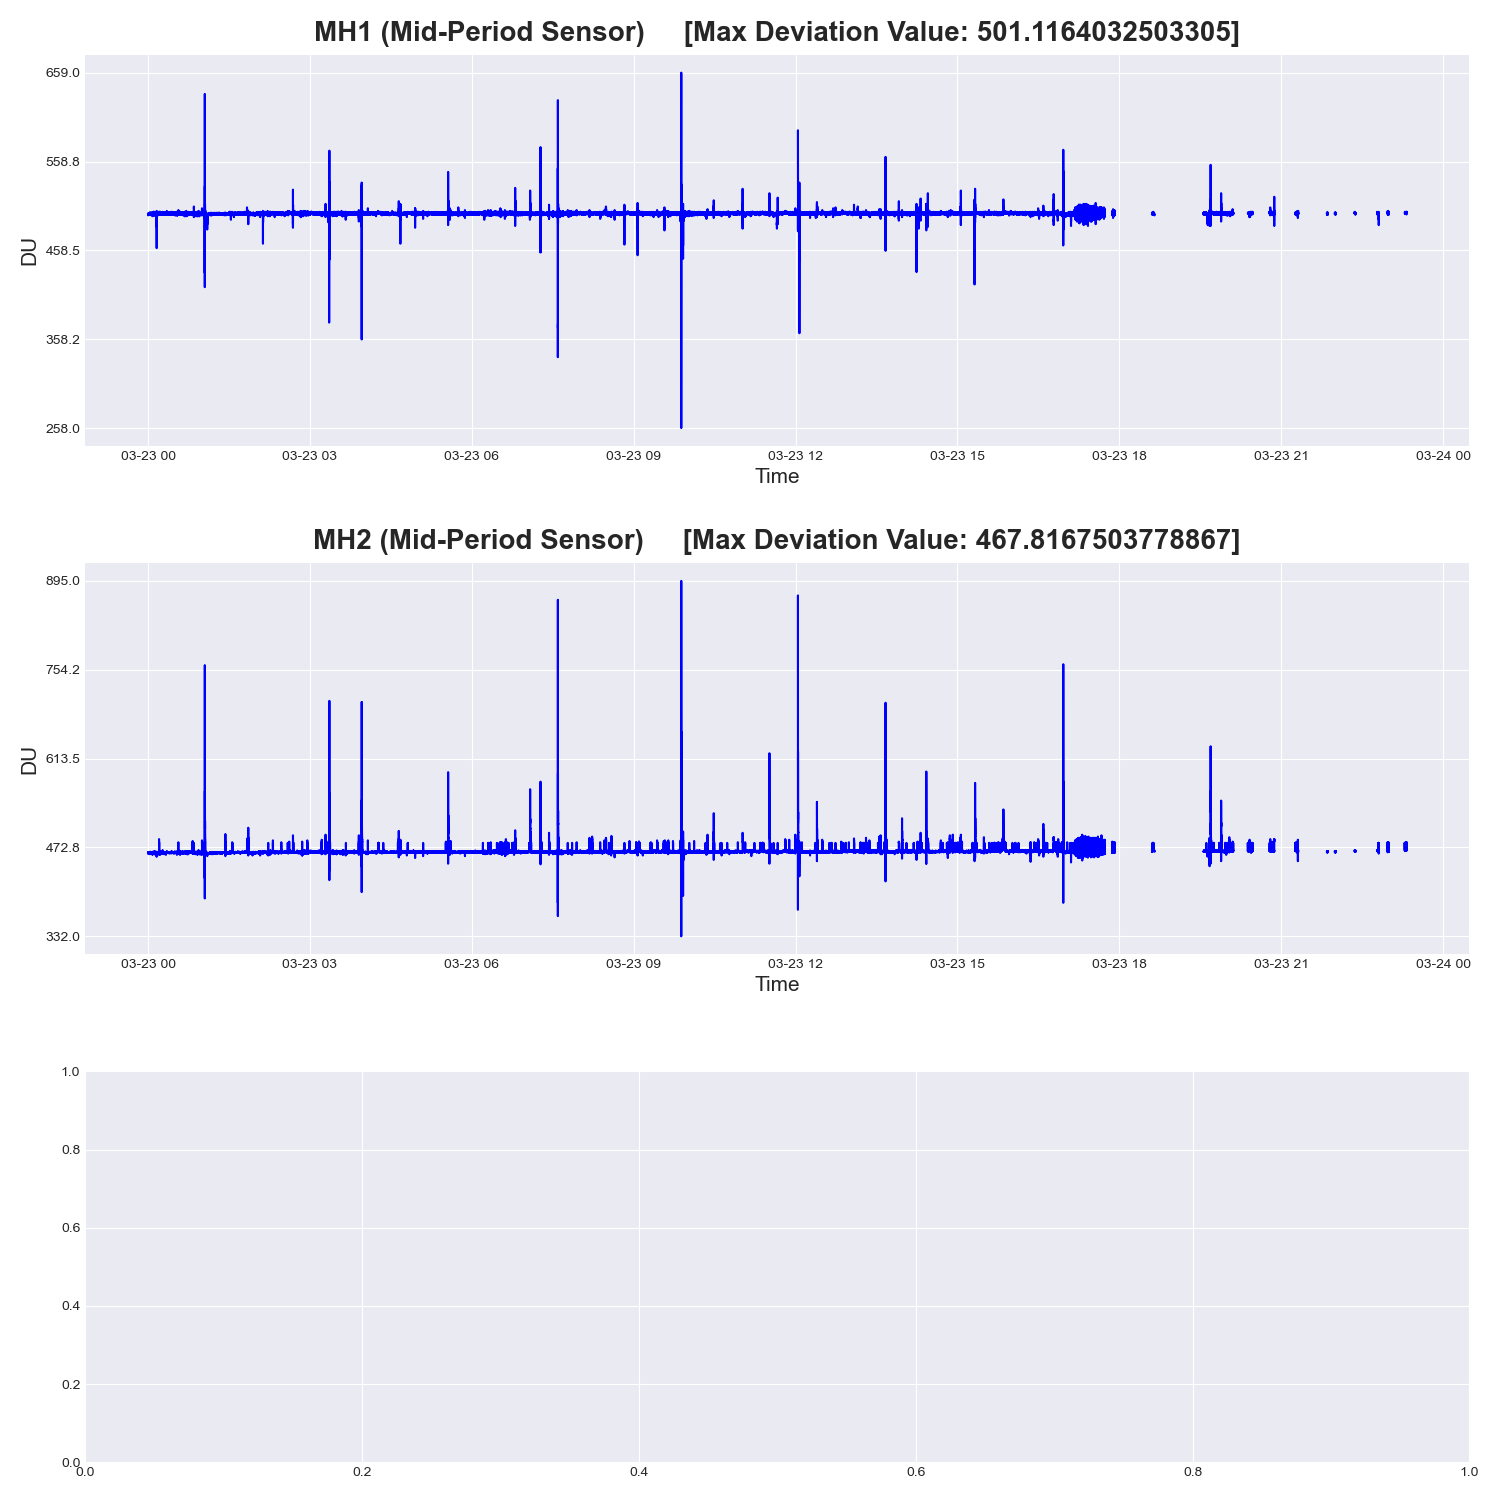 MH1 (Mid-Period Sensor) [Max Deviation Value: 501.1164032503305]
659.0
558.8
458.5
358.2
258.0
DU
03-23 00 03-23 03 03-23 06 03-23 09 03-23 12 03-23 15 03-23 18 03-23 21 03-24 00
Time
MH2 (Mid-Period Sensor) [Max Deviation Value: 467.8167503778867]
895.0
754.2
613.5
472.8
332.0
DU
03-23 00 03-23 03 03-23 06 03-23 09 03-23 12 03-23 15 03-23 18 03-23 21 03-24 00
Time
1.0
0.8
0.6
0.4
0.2
0.0
0.0 0.2 0.4 0.6 0.8 1.0